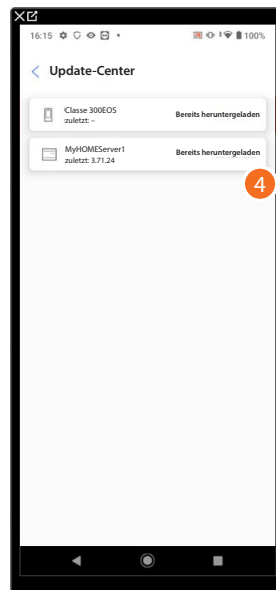 16:15
100%
Update-Center
Classe 300EOS
zuletzt: –
Bereits heruntergeladen
MyHOMEServer1
zuletzt: 3.71.24
Bereits heruntergeladen
4